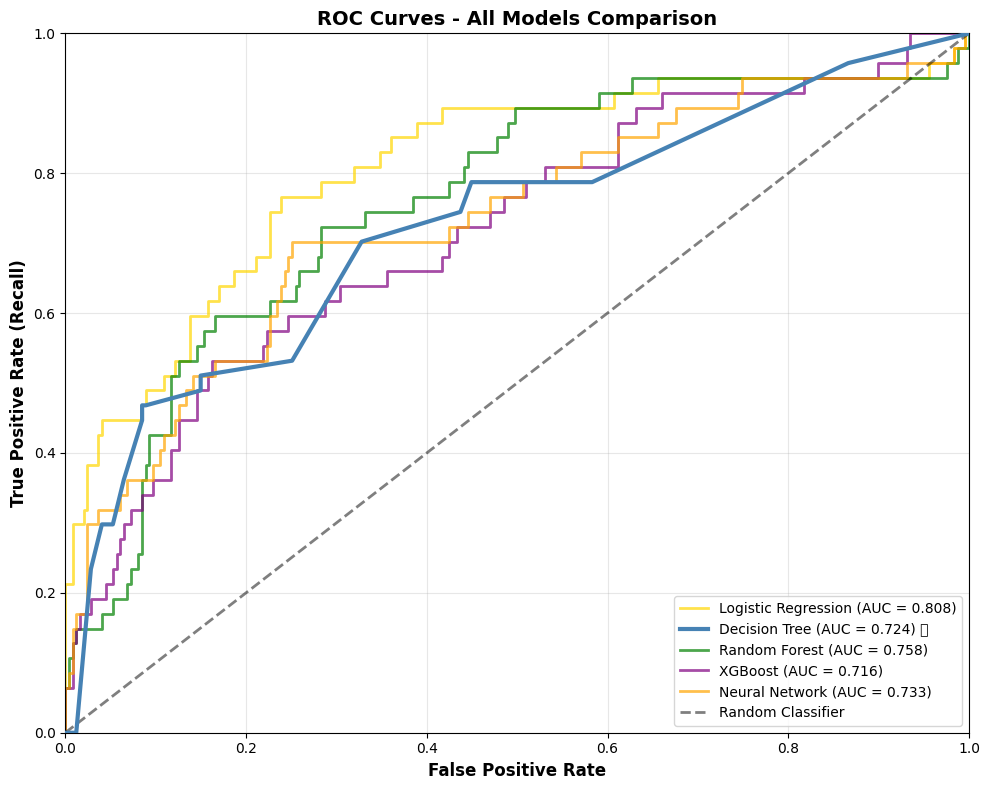 ROC Curves - All Models Comparison
True Positive Rate (Recall)
1.0
0.8
0.6
0.4
0.2
0.0
0.0 0.2 0.4 0.6 0.8 1.0
False Positive Rate
Logistic Regression (AUC = 0.808)
Decision Tree (AUC = 0.724)
Random Forest (AUC = 0.758)
XGBoost (AUC = 0.716)
Neural Network (AUC = 0.733)
Random Classifier